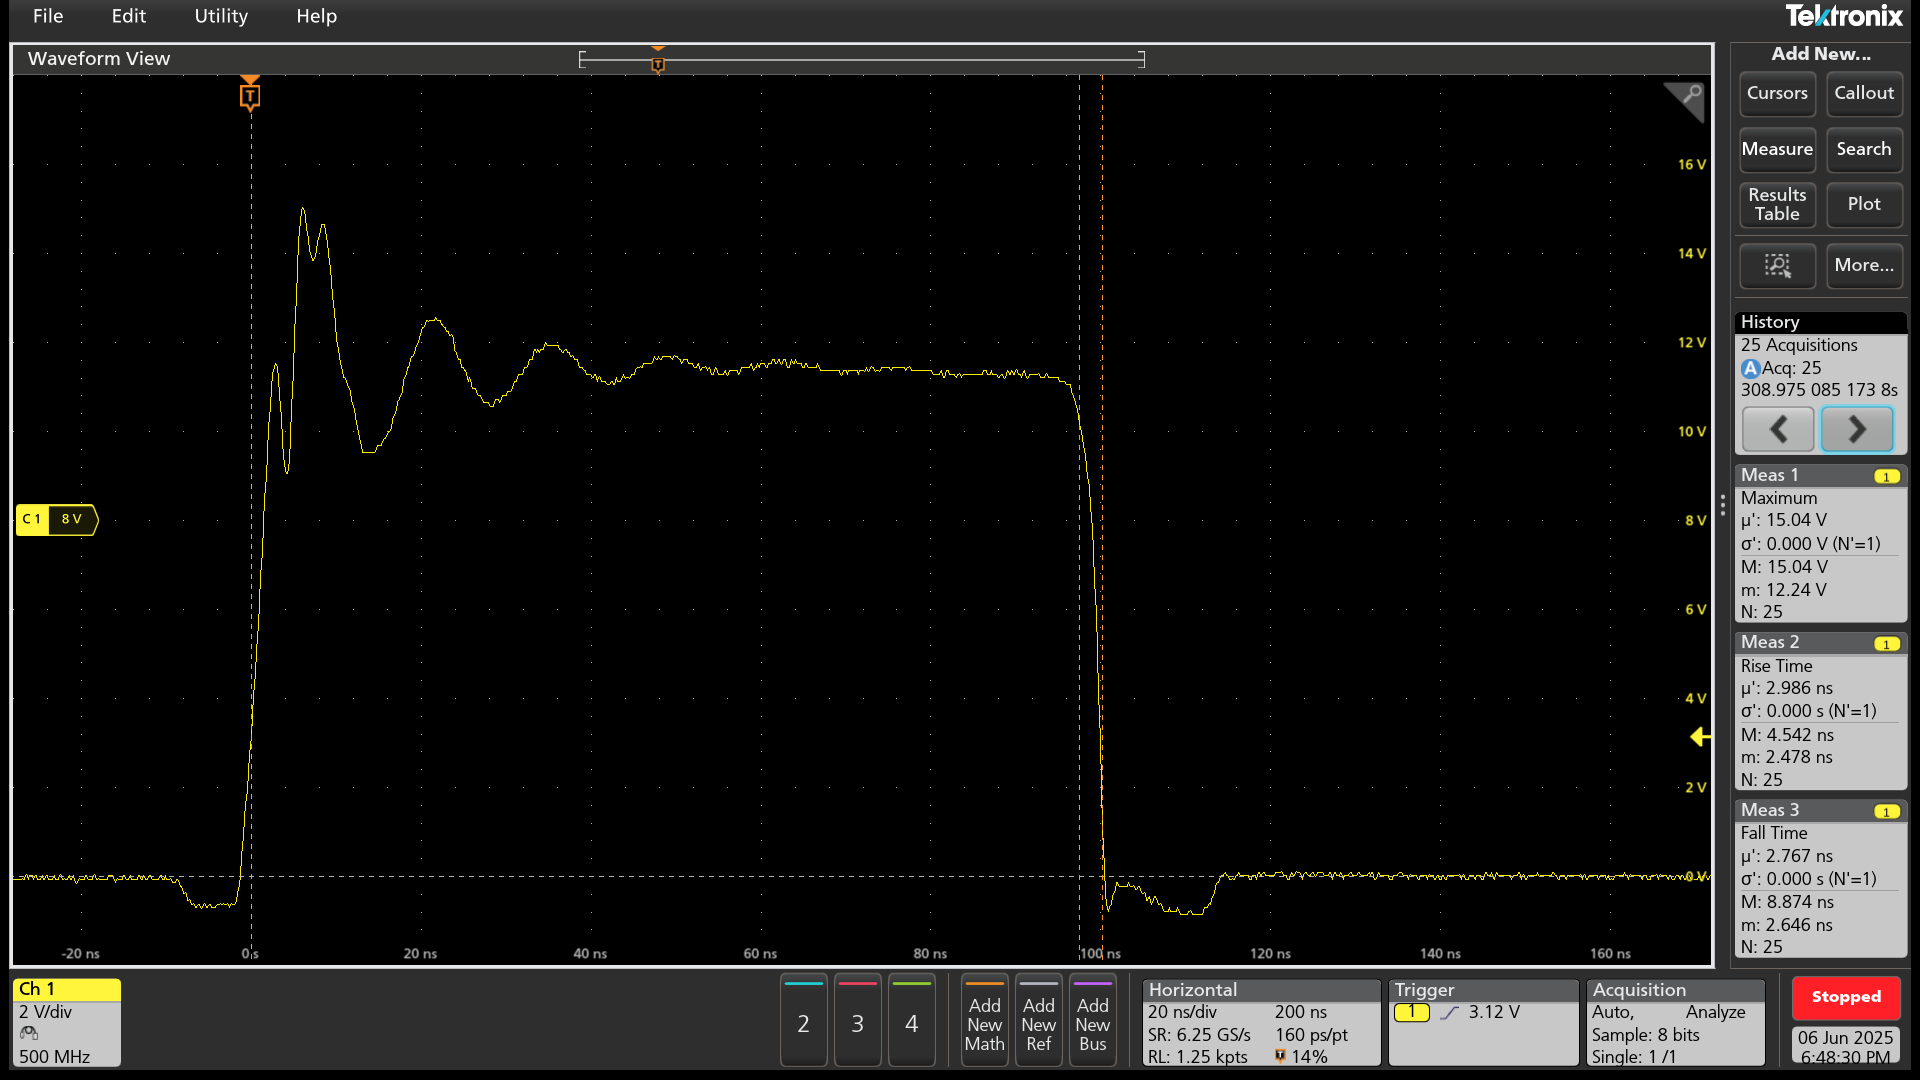 File Edit Utility Help
Tektronix
Waveform View
Add New...
T
T
Cursors Callout
Measure Search
Results Table Plot
More...
16 V
14 V
12 V
10 V
8 V
6 V
4 V
2 V
0 V
C 1 8 V
-20 ns 0 s 20 ns 40 ns 60 ns 80 ns 100 ns 120 ns 140 ns 160 ns
History
25 Acquisitions
A Acq: 25
308.975 085 173 8s
Meas 1 1
Maximum
µ': 15.04 V
σ': 0.000 V (N'=1)
M: 15.04 V
m: 12.24 V
N: 25
Meas 2 1
Rise Time
µ': 2.986 ns
σ': 0.000 s (N'=1)
M: 4.542 ns
m: 2.478 ns
N: 25
Meas 3 1
Fall Time
µ': 2.767 ns
σ': 0.000 s (N'=1)
M: 8.874 ns
m: 2.646 ns
N: 25
Ch 1
2 V/div
500 MHz
2 3 4
Add New Math
Add New Ref
Add New Bus
Horizontal
20 ns/div 200 ns
SR: 6.25 GS/s 160 ps/pt
RL: 1.25 kpts T 14%
Trigger
1 3.12 V
Acquisition
Auto, Analyze
Sample: 8 bits
Single: 1 /1
Stopped
06 Jun 2025
6:48:30 PM